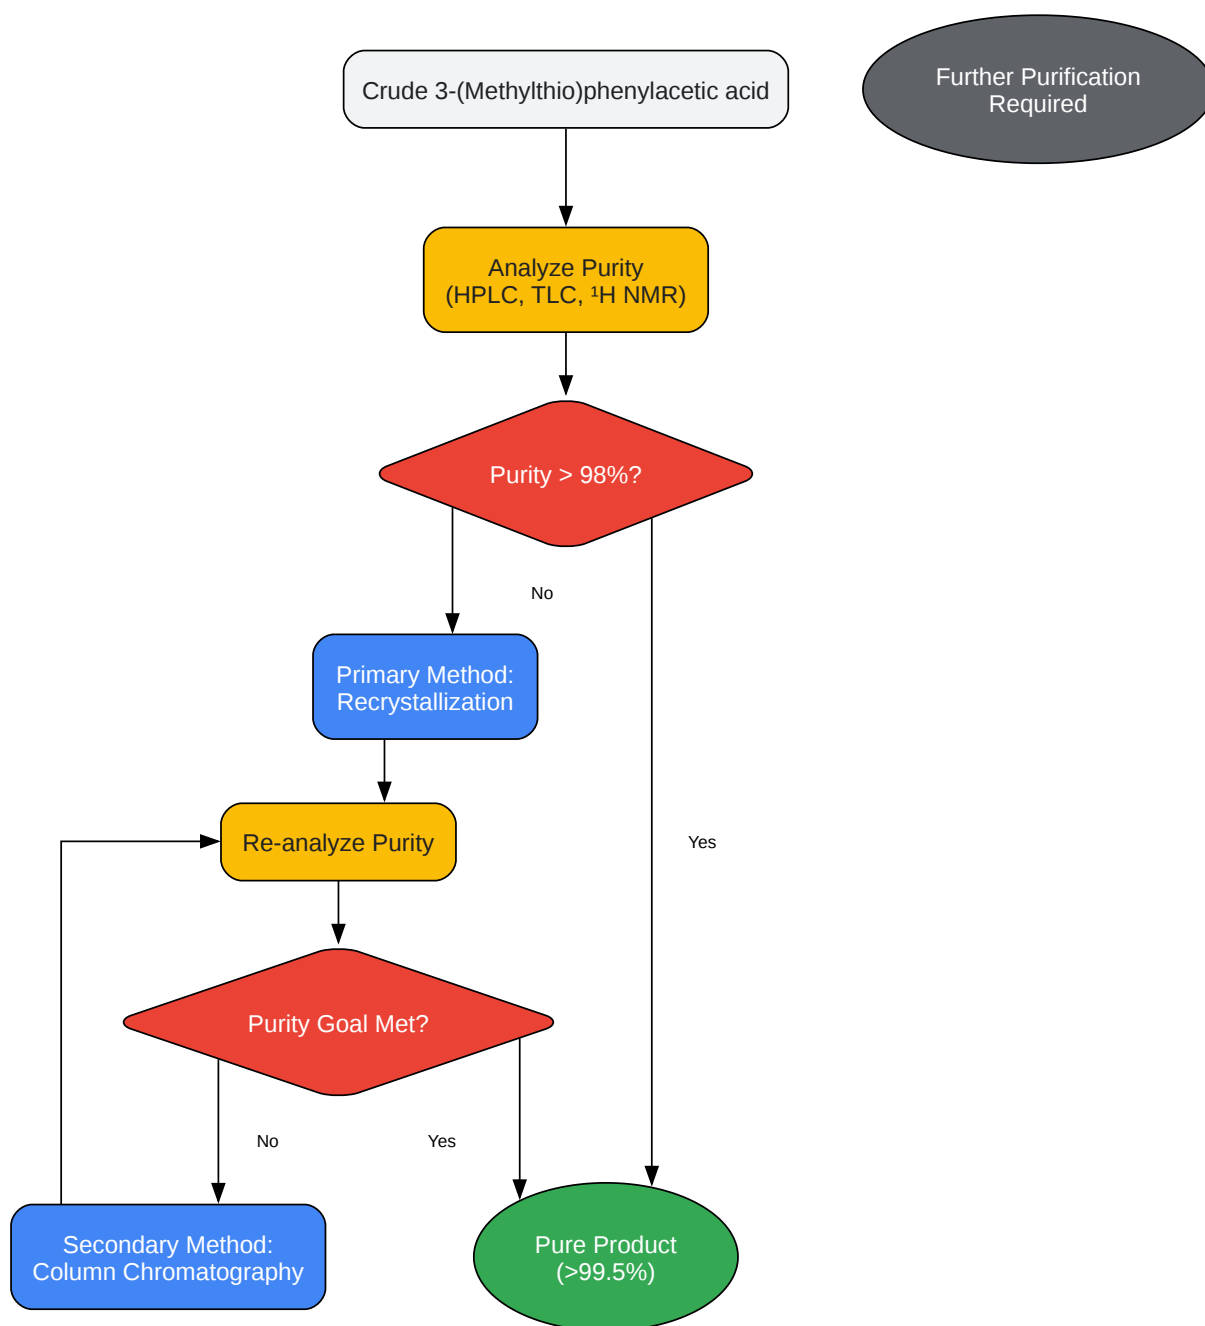 Crude 3-(Methylthio)phenylacetic acid
Further Purification
Required
Analyze Purity
(HPLC, TLC, ¹H NMR)
Purity > 98%?
No
Primary Method:
Recrystallization
Re-analyze Purity
Yes
Purity Goal Met?
No
Yes
Secondary Method:
Column Chromatography
Pure Product
(>99.5%)